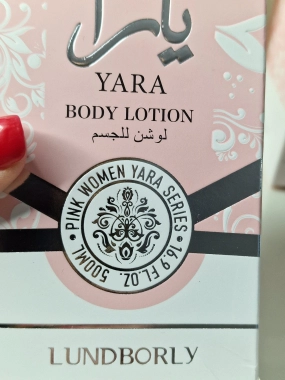 يارا
YARA
BODY LOTION
لوشن للجسم
PINK WOMEN YARA SERIES
500Ml. 16.9 FL.OZ.
LUNDBORLY